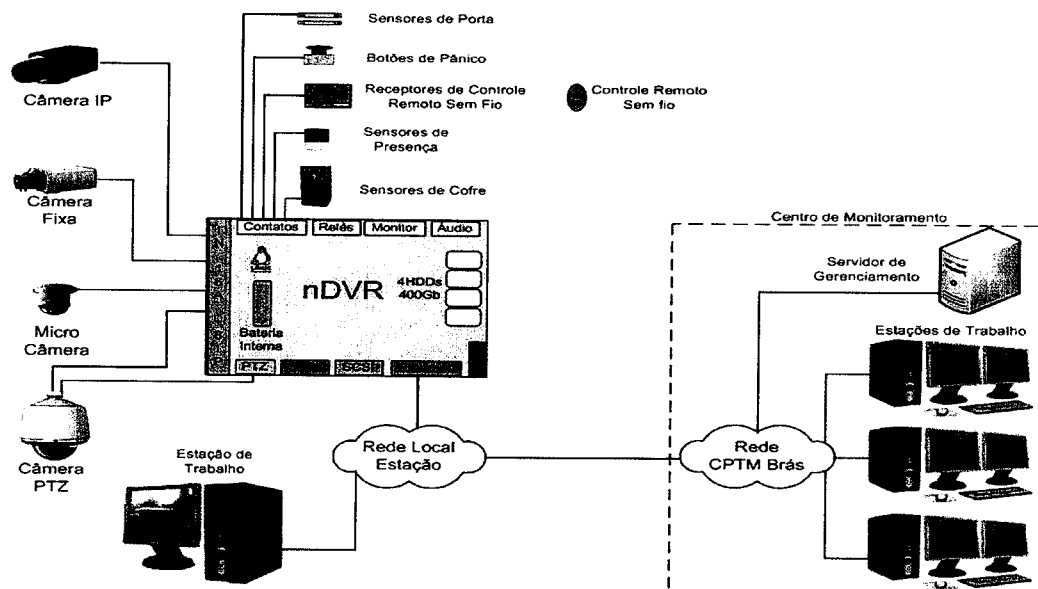 Sensores de Porta
Botões de Pânico
Receptores de Controle
Remoto Sem Fio
Controle Remoto
Sem fio
Sensores de
Presença
Sensores de Cofre
Câmera IP
Câmera
Fixa
Micro
Câmera
Câmera
PTZ
Contatos
Relés
Monitor
Áudio
nDVR
4HDDs
400Gb
Bateria
Interna
PTZ
Estação de
Trabalho
Rede Local
Estação
Centro de Monitoramento
Servidor de
Gerenciamento
Estações de Trabalho
Rede
CPTM Brás